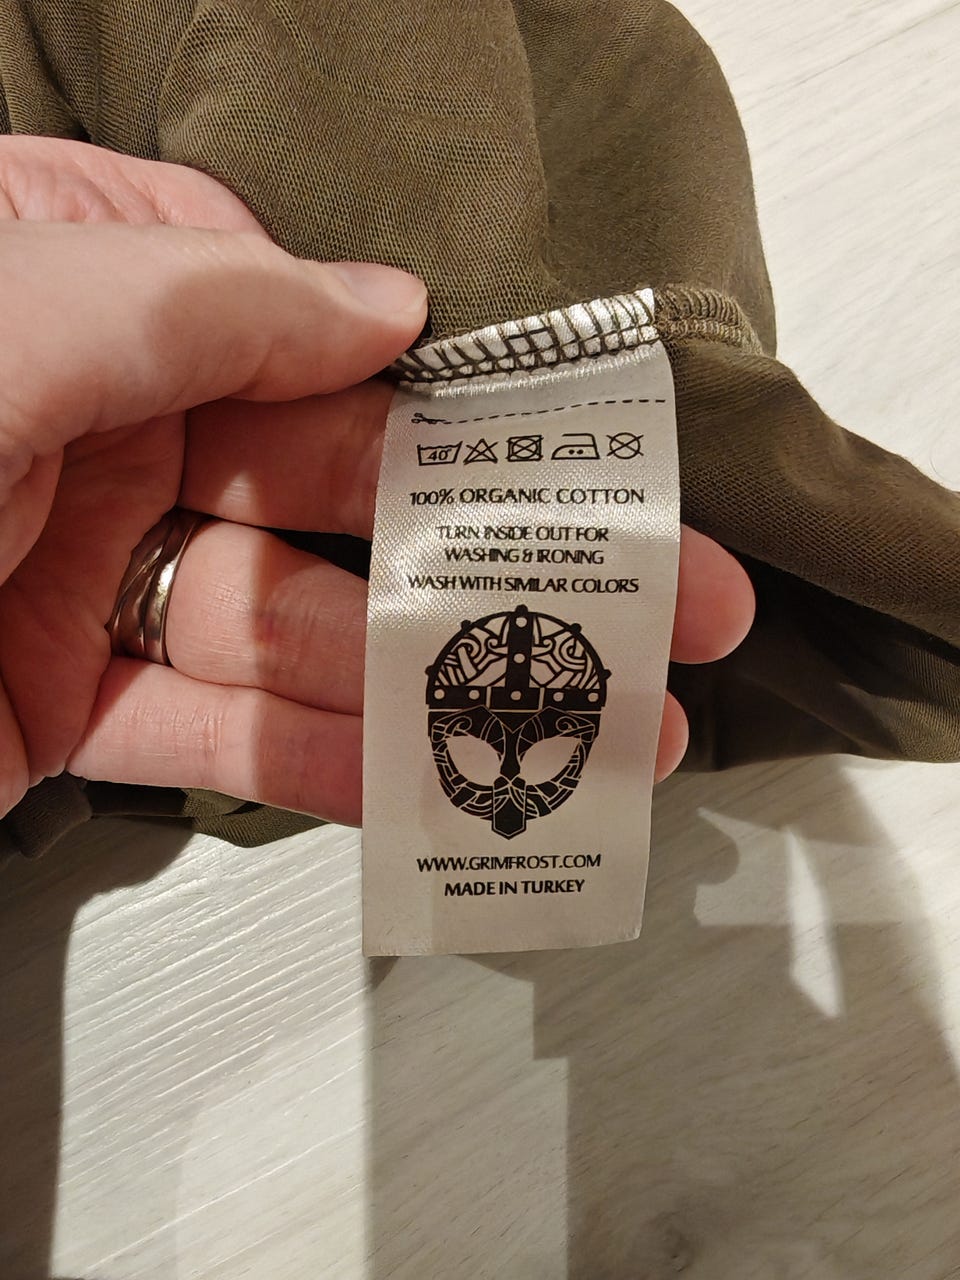 40°
100% ORGANIC COTTON
TURN INSIDE OUT FOR
WASHING & IRONING
WASH WITH SIMILAR COLORS
WWW.GRIMFROST.COM
MADE IN TURKEY